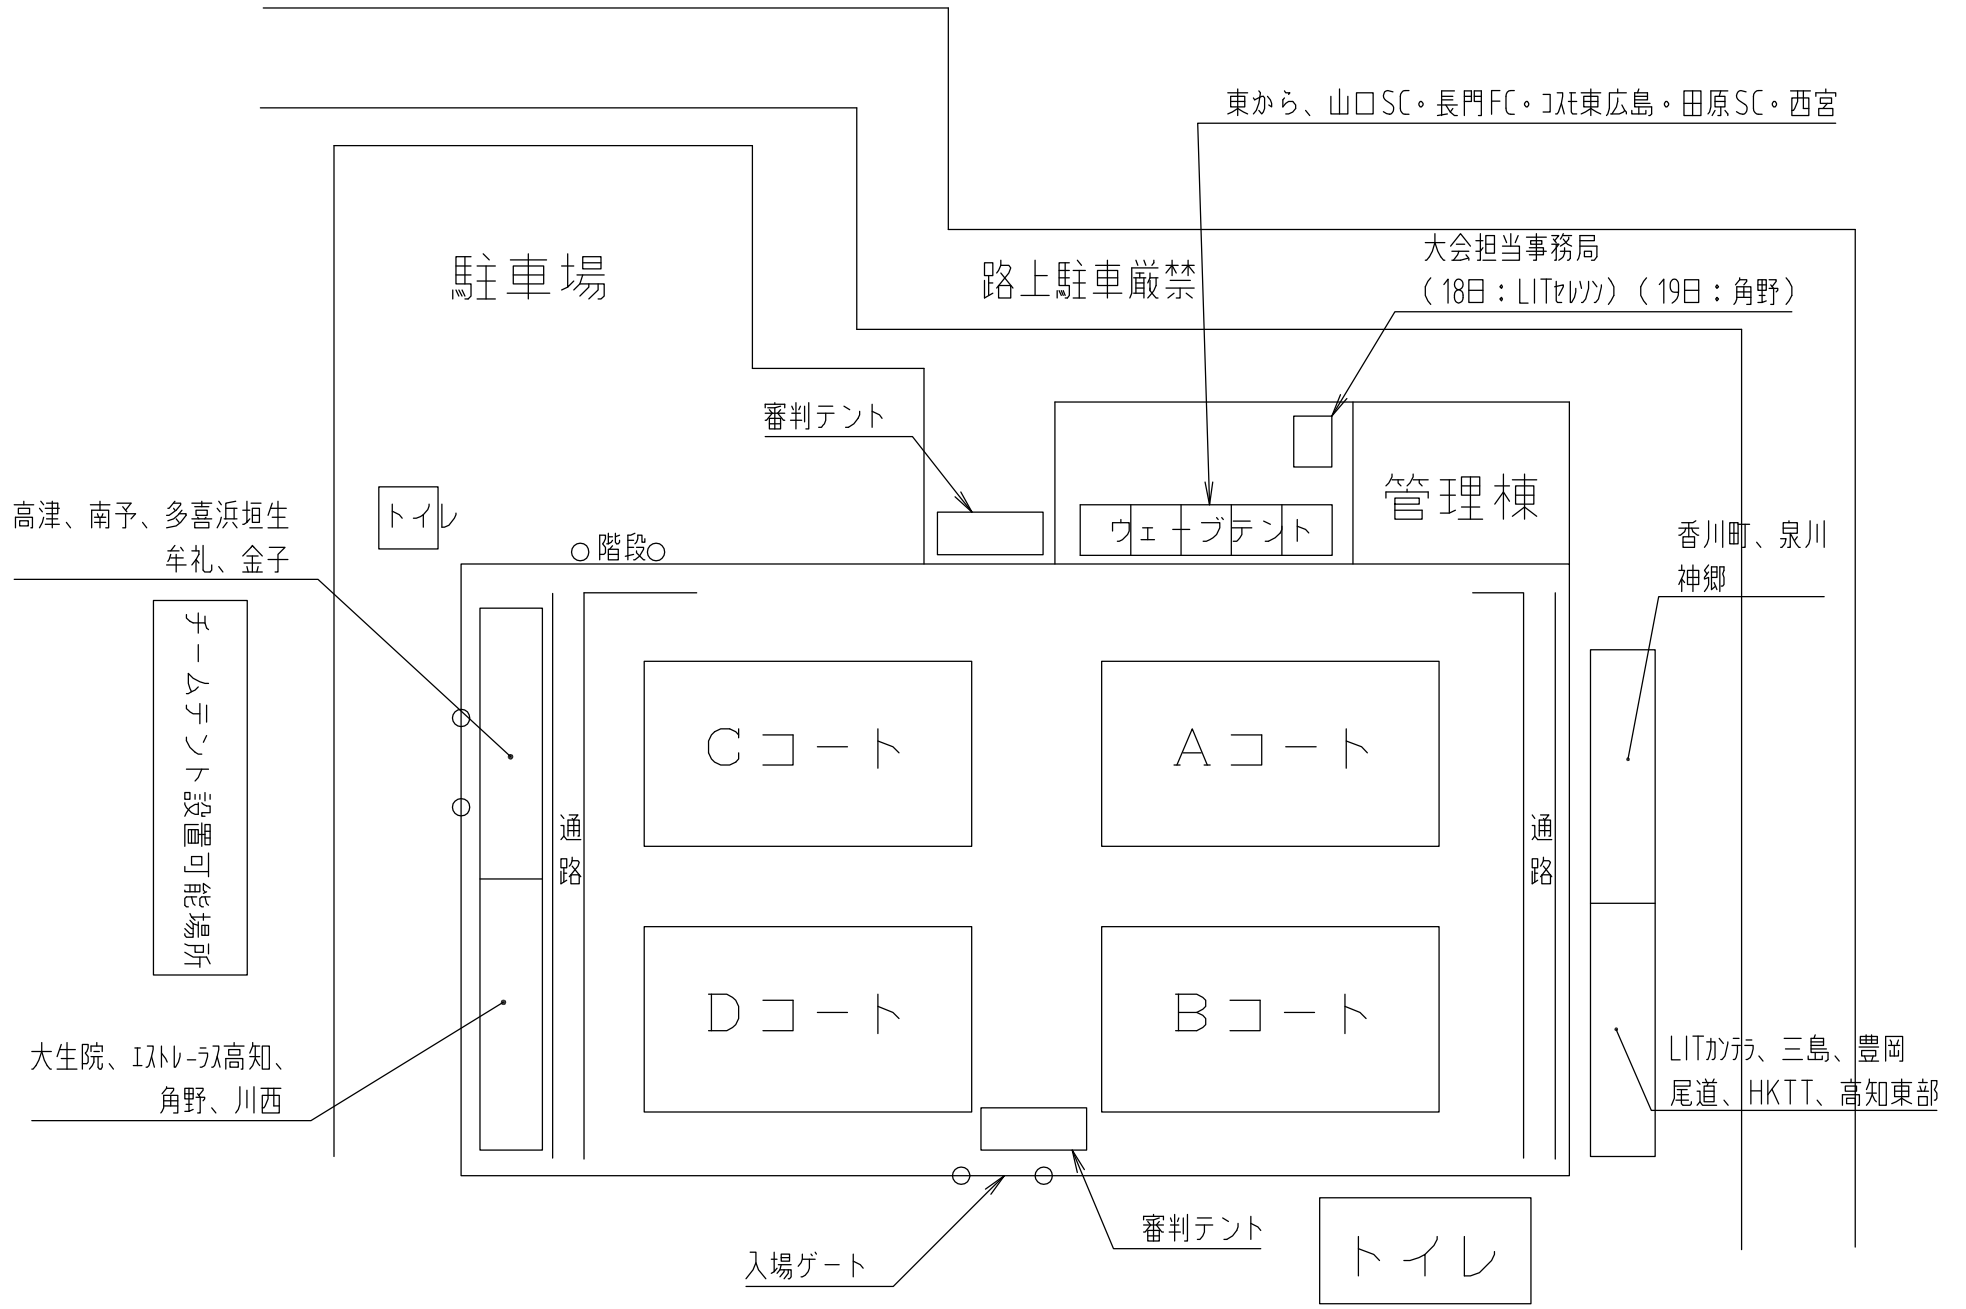 東から、山口SC・長門FC・ｺｽﾓ東広島・田原SC・西宮
大会担当事務局
(18日:LITｾﾚｿﾝ)(19日:角野)
駐車場
路上駐車厳禁
審判テント
管理棟
トイレ
ウェーブテント
高津、南予、多喜浜垣生
牟礼、金子
階段
香川町、泉川
神郷
チームテント設置可能場所
Cコート
Aコート
通路
通路
Dコート
Bコート
大生院、ｴｽﾄﾚｰﾗｽ高知、
角野、川西
LITｶﾝﾃﾗ、三島、豊岡
尾道、HKTT、高知東部
審判テント
入場ゲート
トイレ